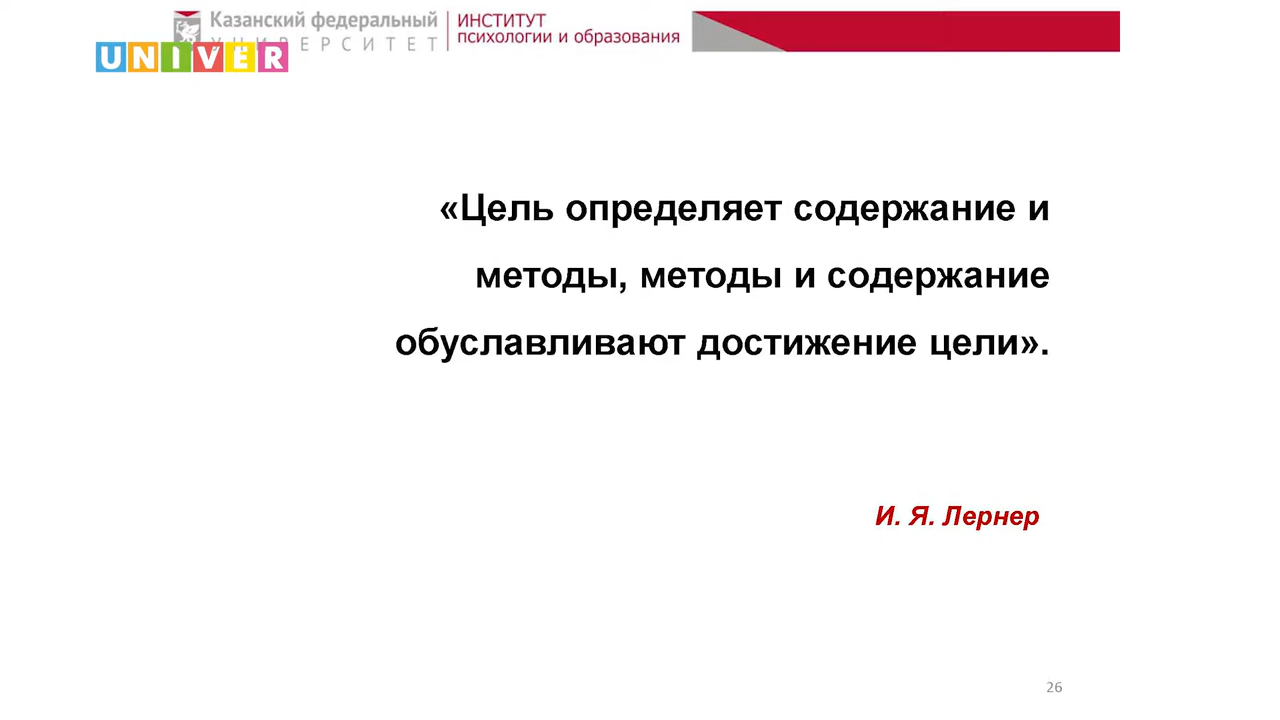 Казанский федеральный
УНИВЕРСИТЕТ
ИНСТИТУТ
психологии и образования
UNIVER
«Цель определяет содержание и
методы, методы и содержание
обуславливают достижение цели».
И. Я. Лернер
26